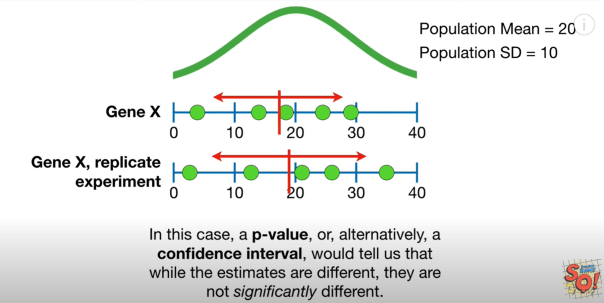 Population Mean = 20
Population SD = 10
Gene X
0 10 20 30 40
Gene X, replicate
experiment
0 10 20 30 40
In this case, a p-value, or, alternatively, a
confidence interval, would tell us that
while the estimates are different, they are
not significantly different.
SQ!